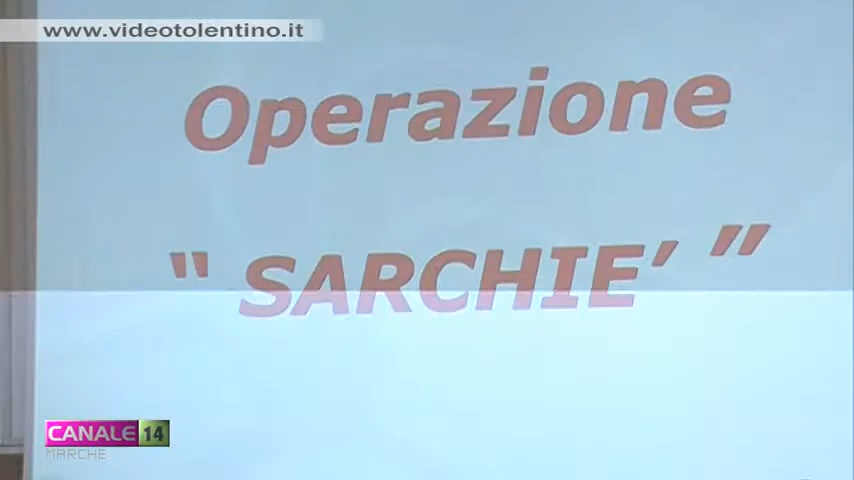 www.videotolentino.it
Operazione
“ SARCHIE’ ”
CANALE 14
MARCHE